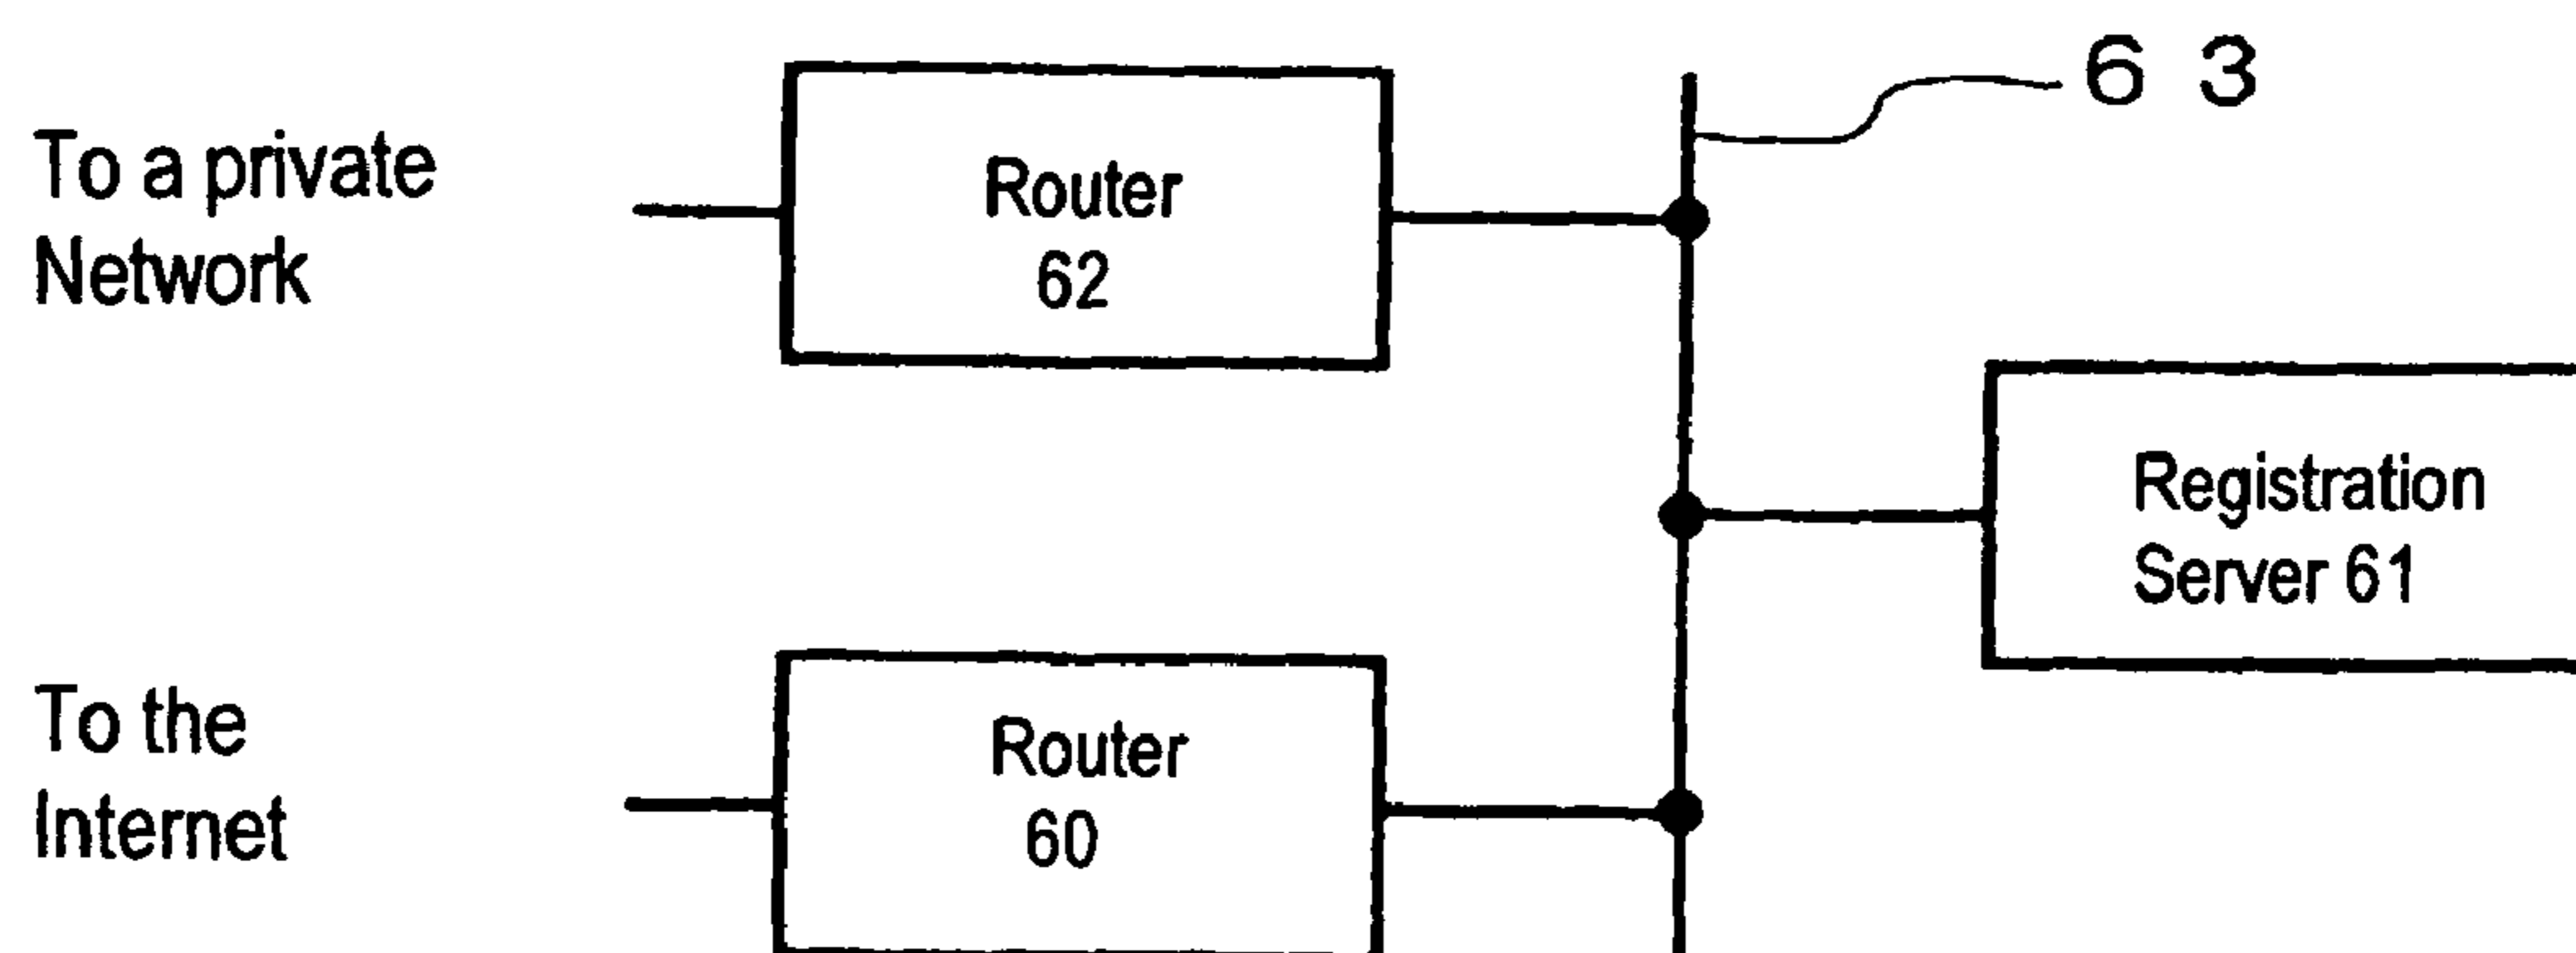 6 3
To a private
Network
Router
62
Registration
Server 61
To the
Internet
Router
60